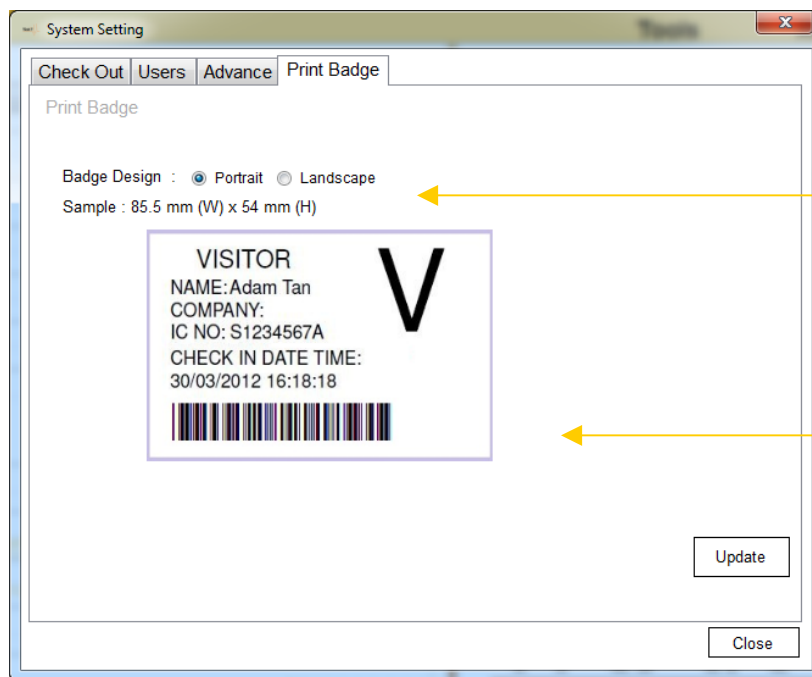 System Setting
Tools
X
Check Out Users Advance Print Badge
Print Badge
Badge Design : Portrait Landscape
Sample : 85.5 mm (W) x 54 mm (H)
VISITOR
V
NAME:Adam Tan
COMPANY:
IC NO: S1234567A
CHECK IN DATE TIME:
30/03/2012 16:18:18
Update
Close